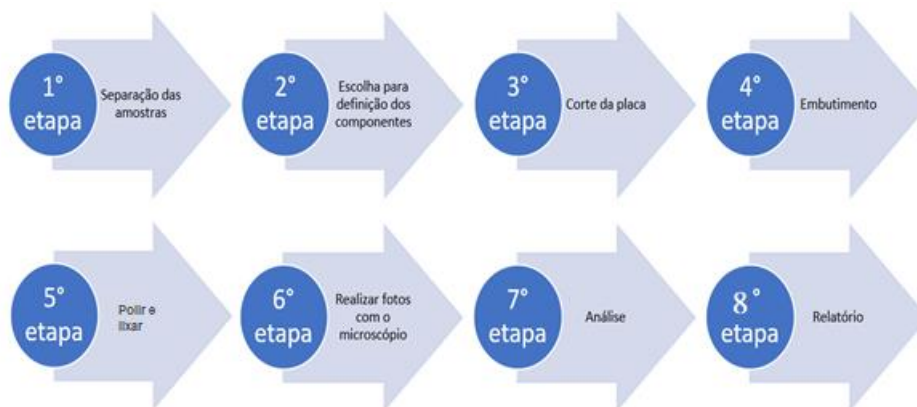 1°
etapa
Separação das
amostras
2°
etapa
Escolha para
definição dos
componentes
3°
etapa
Corte da placa
4°
etapa
Embutimento
5°
etapa
Polir e
lixar
6°
etapa
Realizar fotos
com o
microscópio
7°
etapa
Análise
8°
etapa
Relatório